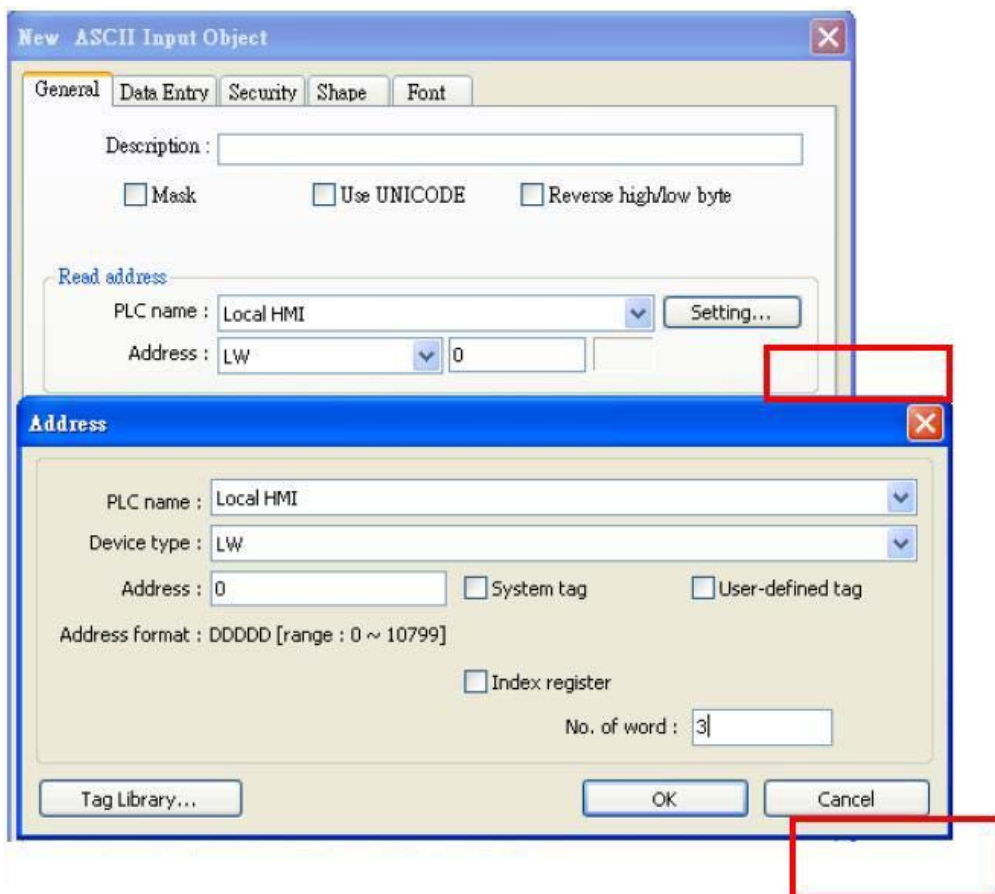 New ASCII Input Object
General Data Entry Security Shape Font
Description :
Mask Use UNICODE Reverse high/low byte
Read address
PLC name : Local HMI Setting...
Address : LW 0
Address
PLC name : Local HMI
Device type : LW
Address : 0 System tag User-defined tag
Address format : DDDDD [range : 0 ~ 10799]
Index register
No. of word : 3
Tag Library... OK Cancel